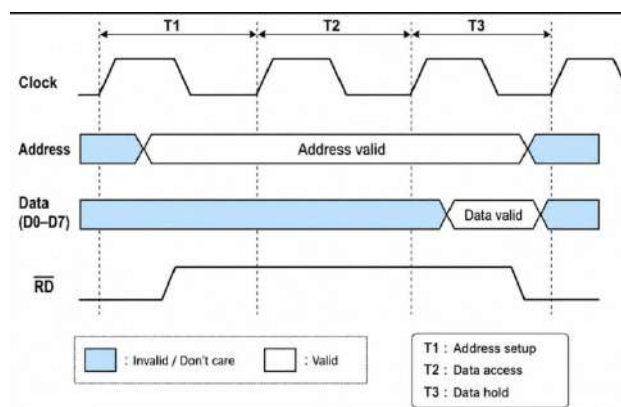 T1 T2 T3
Clock
Address
Address valid
Data
(D0–D7)
Data valid
RD
: Invalid / Don't care
: Valid
T1 : Address setup
T2 : Data access
T3 : Data hold